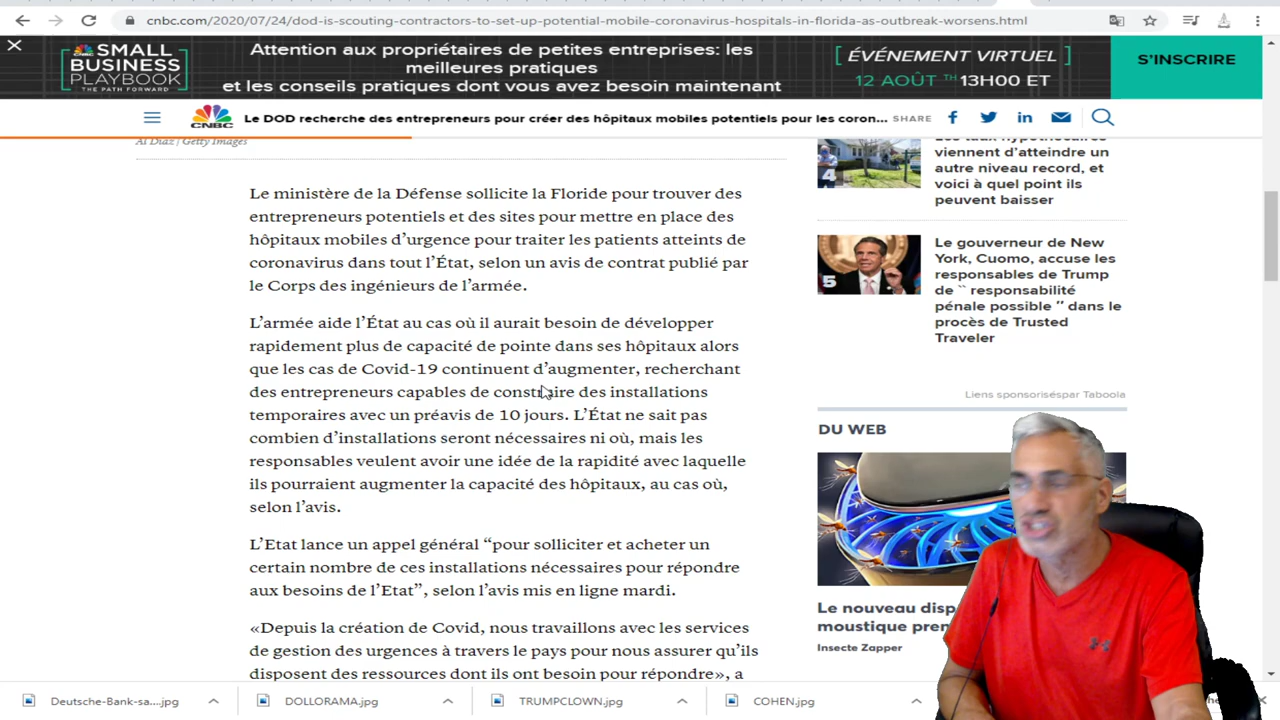 cnbc.com/2020/07/24/dod-is-scouting-contractors-to-set-up-potential-mobile-coronavirus-hospitals-in-florida-as-outbreak-worsens.html
CNBC
SMALL
BUSINESS
PLAYBOOK
THE PATH FORWARD
Attention aux propriétaires de petites entreprises: les
meilleures pratiques
et les conseils pratiques dont vous avez besoin maintenant
[ ÉVÉNEMENT VIRTUEL ]
12 AOÛT TH 13H00 ET
S'INSCRIRE
CNBC
Le DOD recherche des entrepreneurs pour créer des hôpitaux mobiles potentiels pour les coron...
SHARE
Al Diaz | Getty Images
Le ministère de la Défense sollicite la Floride pour trouver des
entrepreneurs potentiels et des sites pour mettre en place des
hôpitaux mobiles d’urgence pour traiter les patients atteints de
coronavirus dans tout l’État, selon un avis de contrat publié par
le Corps des ingénieurs de l’armée.
L’armée aide l’État au cas où il aurait besoin de développer
rapidement plus de capacité de pointe dans ses hôpitaux alors
que les cas de Covid-19 continuent d’augmenter, recherchant
des entrepreneurs capables de construire des installations
temporaires avec un préavis de 10 jours. L’État ne sait pas
combien d’installations seront nécessaires ni où, mais les
responsables veulent avoir une idée de la rapidité avec laquelle
ils pourraient augmenter la capacité des hôpitaux, au cas où,
selon l’avis.
L’Etat lance un appel général “pour solliciter et acheter un
certain nombre de ces installations nécessaires pour répondre
aux besoins de l’Etat”, selon l’avis mis en ligne mardi.
«Depuis la création de Covid, nous travaillons avec les services
de gestion des urgences à travers le pays pour nous assurer qu’ils
disposent des ressources dont ils ont besoin pour répondre», a
4
Les taux hypothécaires
viennent d’atteindre un
autre niveau record, et
voici à quel point ils
peuvent baisser
5
Le gouverneur de New
York, Cuomo, accuse les
responsables de Trump
de `` responsabilité
pénale possible ’’ dans le
procès de Trusted
Traveler
Liens sponsoriséspar Taboola
DU WEB
Le nouveau disp
moustique pren
Insecte Zapper
Deutsche-Bank-sa....jpg
DOLLORAMA.jpg
TRUMPCLOWN.jpg
COHEN.jpg